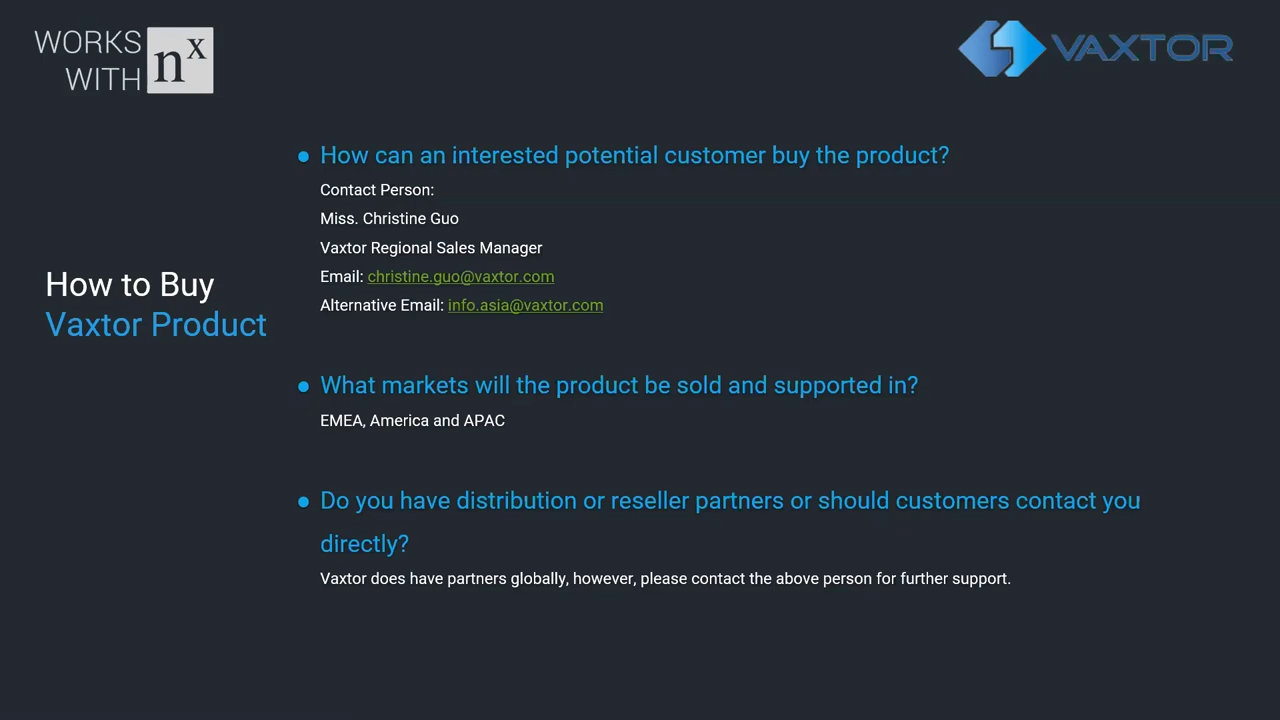 WORKS
WITH nx
VAXTOR
How to Buy
Vaxtor Product
● How can an interested potential customer buy the product?
Contact Person:
Miss. Christine Guo
Vaxtor Regional Sales Manager
Email: christine.guo@vaxtor.com
Alternative Email: info.asia@vaxtor.com
● What markets will the product be sold and supported in?
EMEA, America and APAC
● Do you have distribution or reseller partners or should customers contact you
directly?
Vaxtor does have partners globally, however, please contact the above person for further support.